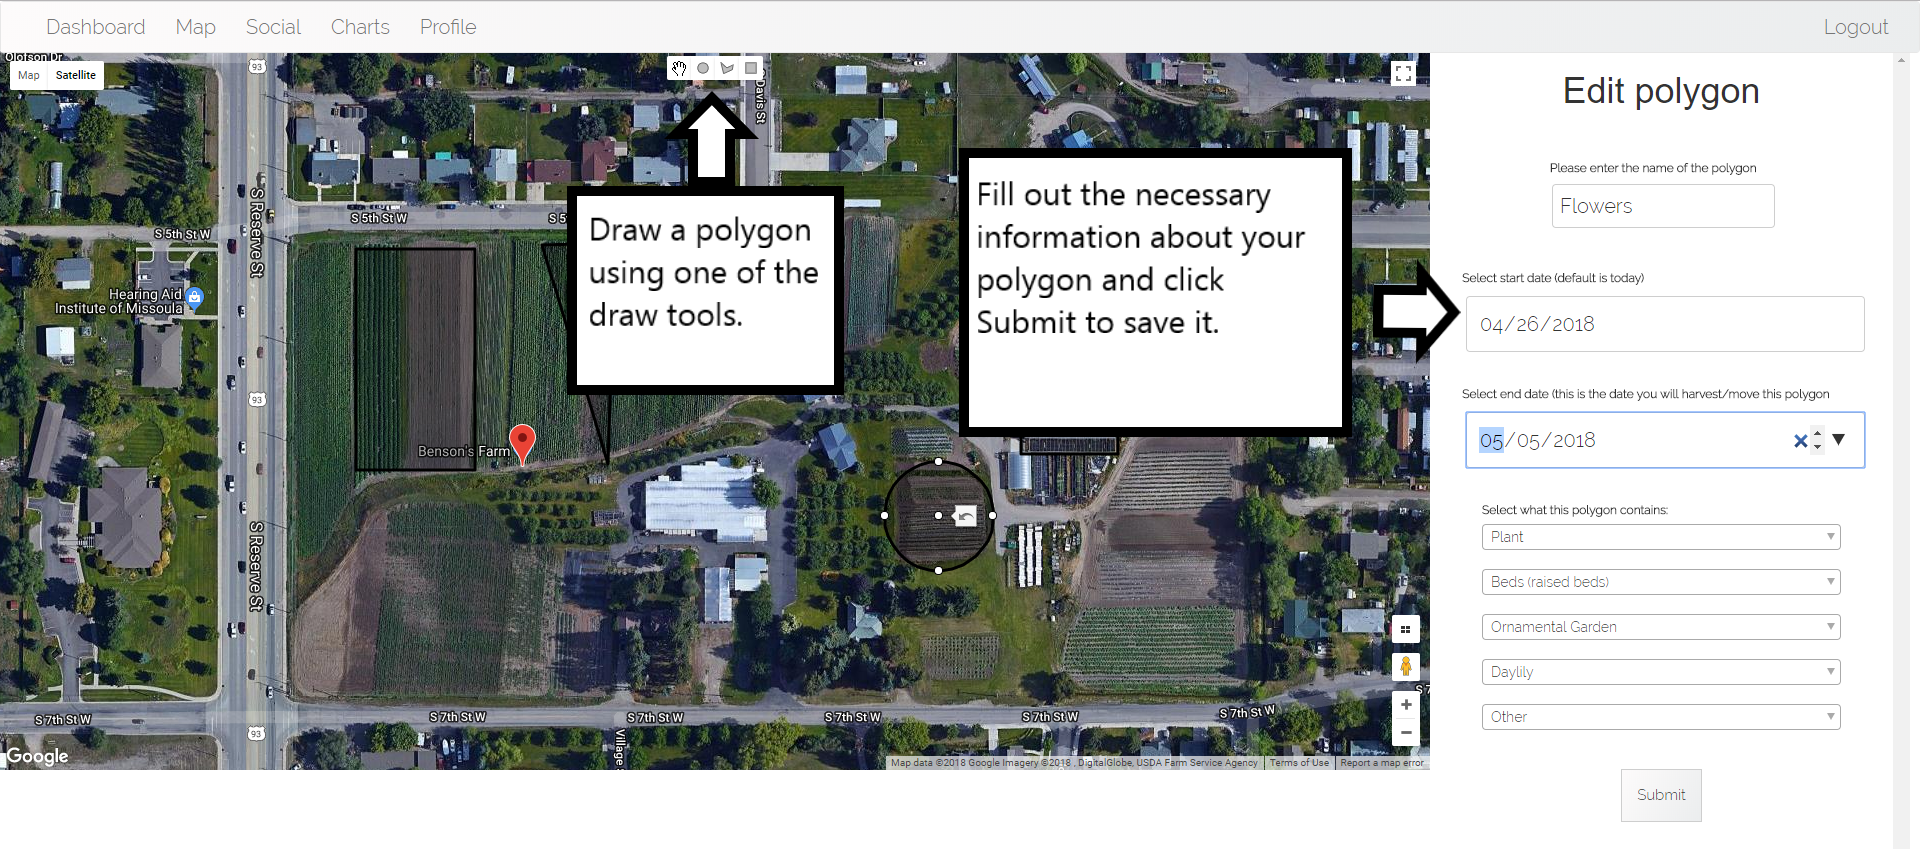 Dashboard Map Social Charts Profile Logout
Olofson Dr
Map Satellite
93
Davis St
Edit polygon
Please enter the name of the polygon
Flowers
Select start date (default is today)
04/26/2018
Select end date (this is the date you will harvest/move this polygon
05/05/2018
Select what this polygon contains:
Plant
Beds (raised beds)
Ornamental Garden
Daylily
Other
Submit
Draw a polygon
using one of the
draw tools.
Fill out the necessary
information about your
polygon and click
Submit to save it.
S Reserve St
S 5th St W
S 5th St W
S 5
Hearing Aid
Institute of Missoula
93
Benson's Farm
S Reserve St
S 7th St W
S 7th St W
S 7th St W
S 7th St W
S 7th St W
S 7th St W
S 7
93
Village
Google
Map data ©2018 Google Imagery ©2018 , DigitalGlobe, USDA Farm Service Agency
Terms of Use
Report a map error